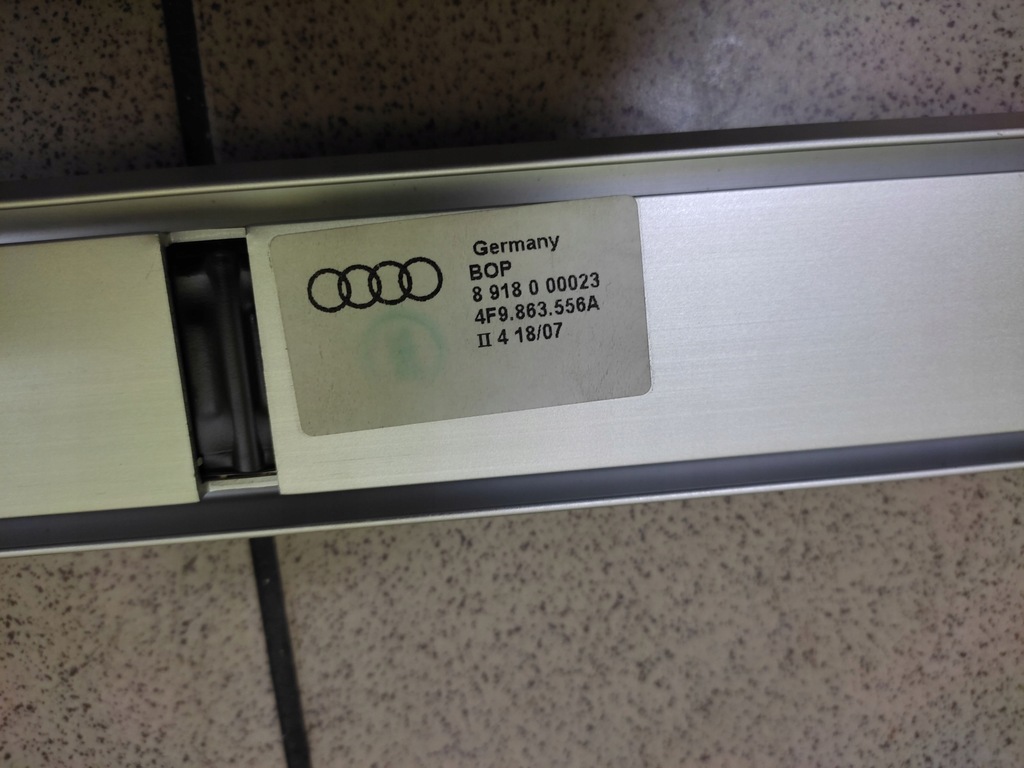 Germany
BOP
8 918 0 00023
4F9.863.556A
II 4 18/07